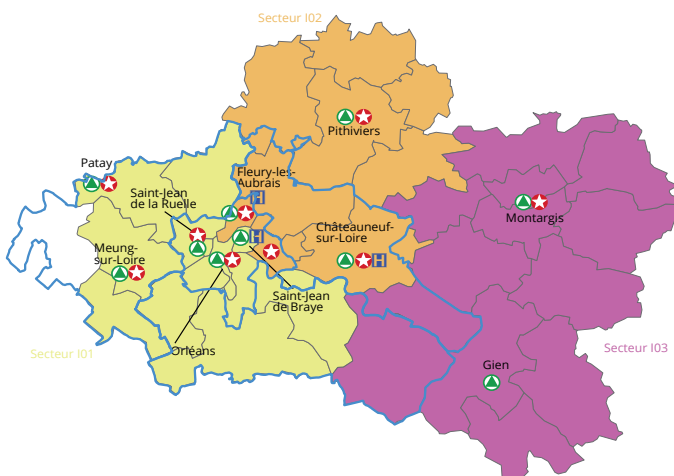 Secteur I02
Pithiviers
Patay
Fleury-les-
Aubrais
Saint-Jean
de la Ruelle
H
Montargis
Châteauneuf-
sur-Loire
H
Meung-
sur-Loire
H
Saint-Jean
de Braye
Orléans
Secteur I01
Secteur I03
Gien